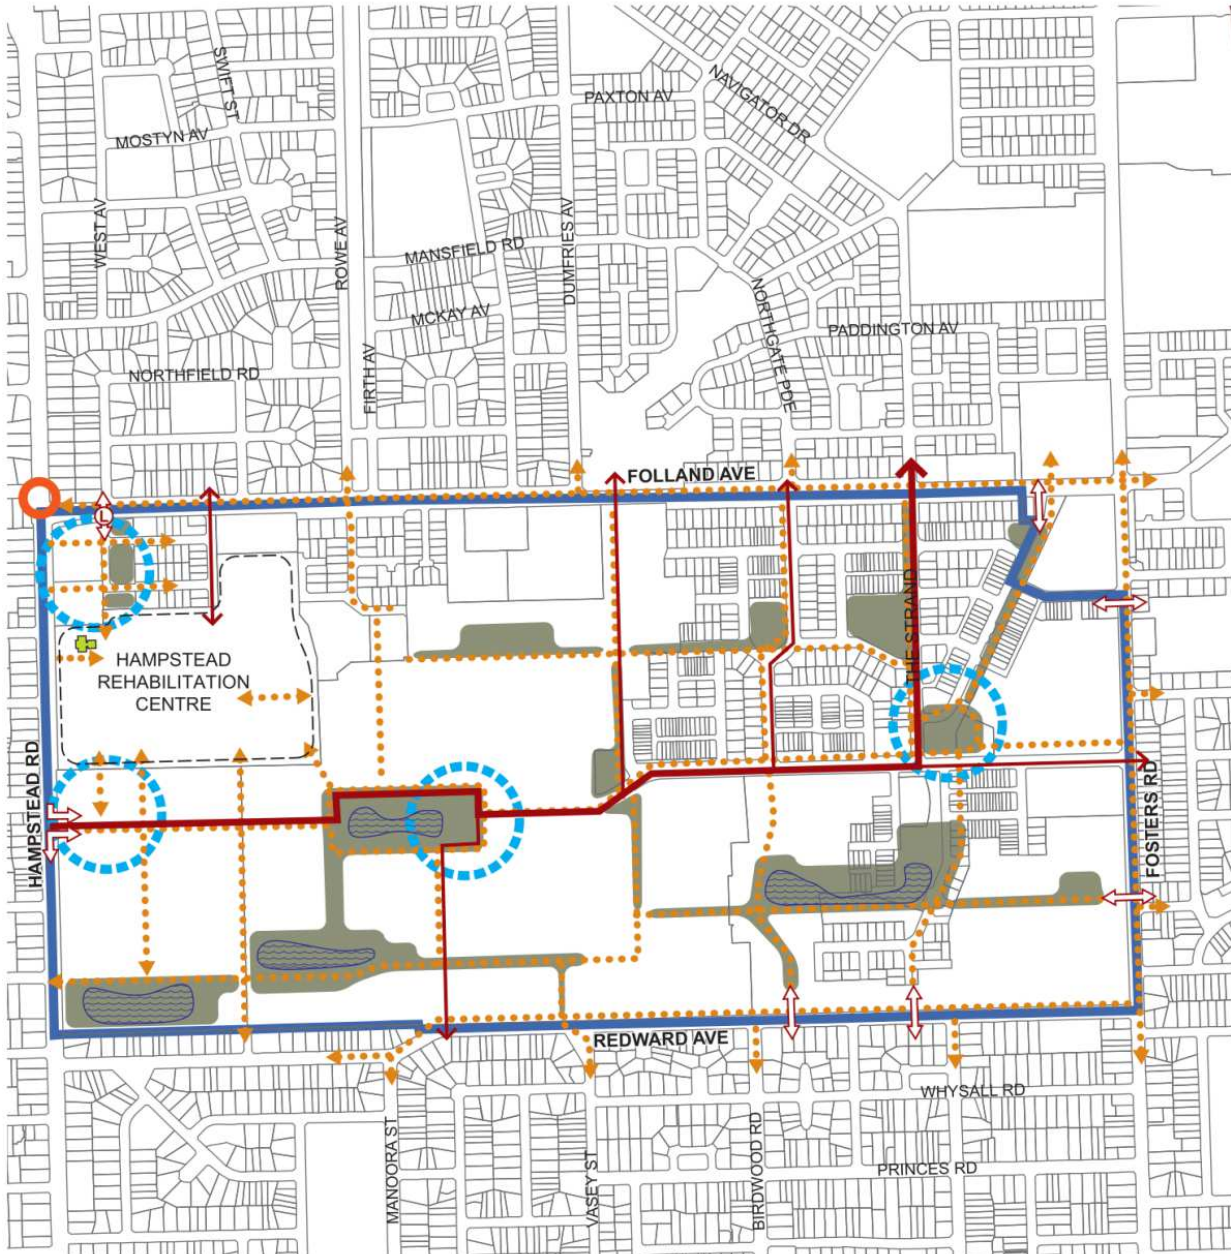 SWIFT ST
PAXTON AV
NAVIGATOR DR
MOSTYN AV
WEST AV
ROWE AV
MANSFIELD RD
DUMFRIES AV
MCKAY AV
NORTHGATE PDE
PADDINGTON AV
NORTHFIELD RD
FIRTH AV
FOLLAND AVE
L
THE STRAND
HAMPSTEAD
REHABILITATION
CENTRE
HAMPSTEAD RD
FOSTERS RD
REDWARD AVE
WHYSALL RD
MANOORA ST
VASEY ST
BIRDWOOD RD
PRINCES RD